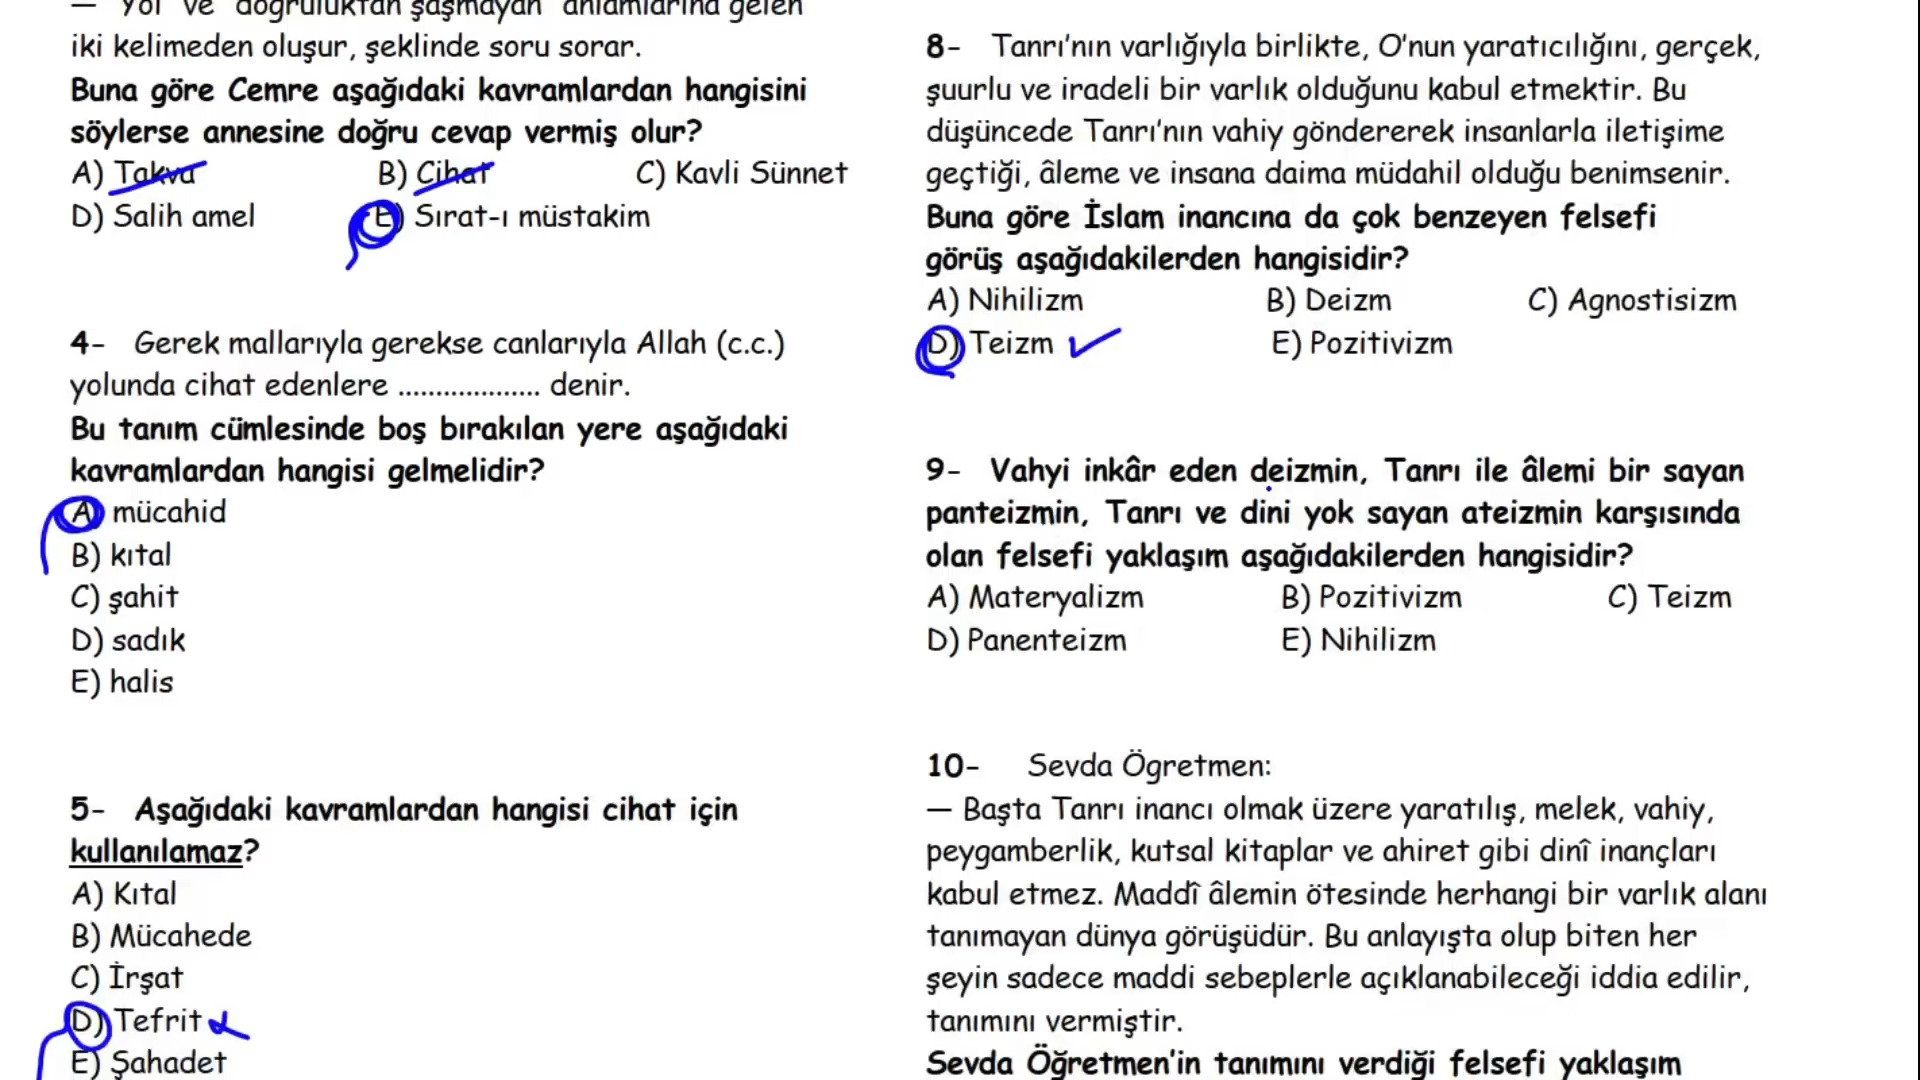 — "Yol" ve "doğruluktan şaşmayan" anlamlarına gelen
iki kelimeden oluşur, şeklinde soru sorar.
Buna göre Cemre aşağıdaki kavramlardan hangisini
söylerse annesine doğru cevap vermiş olur?
A) Takva B) Cihat C) Kavli Sünnet
D) Salih amel E) Sırat-ı müstakim
4- Gerek mallarıyla gerekse canlarıyla Allah (c.c.)
yolunda cihat edenlere ................... denir.
Bu tanım cümlesinde boş bırakılan yere aşağıdaki
kavramlardan hangisi gelmelidir?
A) mücahid
B) kıtal
C) şahit
D) sadık
E) halis
5- Aşağıdaki kavramlardan hangisi cihat için
kullanılamaz?
A) Kıtal
B) Mücahede
C) İrşat
D) Tefrit
E) Şahadet
8- Tanrı'nın varlığıyla birlikte, O'nun yaratıcılığını, gerçek,
şuurlu ve iradeli bir varlık olduğunu kabul etmektir. Bu
düşüncede Tanrı'nın vahiy göndererek insanlarla iletişime
geçtiği, âleme ve insana daima müdahil olduğu benimsenir.
Buna göre İslam inancına da çok benzeyen felsefi
görüş aşağıdakilerden hangisidir?
A) Nihilizm B) Deizm C) Agnostisizm
D) Teizm E) Pozitivizm
9- Vahyi inkâr eden deizmin, Tanrı ile âlemi bir sayan
panteizmin, Tanrı ve dini yok sayan ateizmin karşısında
olan felsefi yaklaşım aşağıdakilerden hangisidir?
A) Materyalizm B) Pozitivizm C) Teizm
D) Panenteizm E) Nihilizm
10- Sevda Ögretmen:
— Başta Tanrı inancı olmak üzere yaratılış, melek, vahiy,
peygamberlik, kutsal kitaplar ve ahiret gibi dinî inançları
kabul etmez. Maddî âlemin ötesinde herhangi bir varlık alanı
tanımayan dünya görüşüdür. Bu anlayışta olup biten her
şeyin sadece maddi sebeplerle açıklanabileceği iddia edilir,
tanımını vermiştir.
Sevda Öğretmen'in tanımını verdiği felsefi yaklaşım